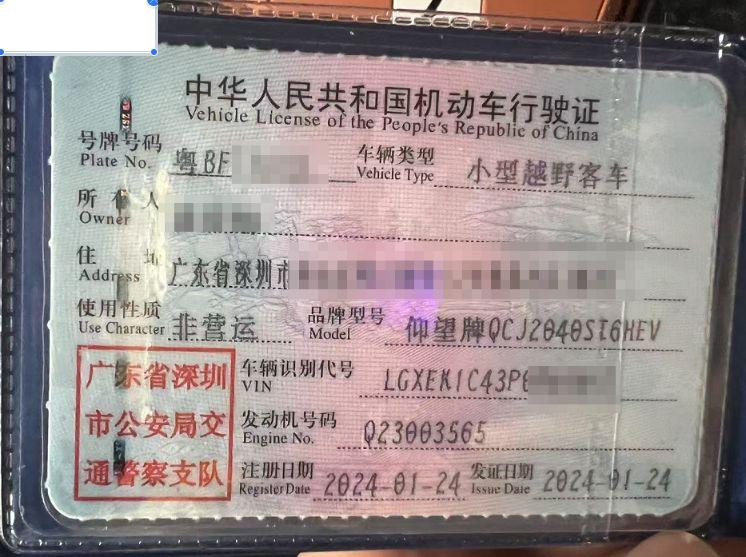 中华人民共和国机动车行驶证
Vehicle License of the People's Republic of China
号牌号码 粤BF 车辆类型 小型越野客车
Plate No. Vehicle Type
所有人
Owner
住址 广东省深圳市
Address
使用性质 非营运 品牌型号 仰望牌QCJ2040ST6HEV
Use Character Model
广东省深圳 车辆识别代号 LGXEK1C43P
VIN
市公安局交 发动机号码 Q23003565
Engine No.
通警察支队 注册日期 2024-01-24 发证日期 2024-01-24
Register Date Issue Date